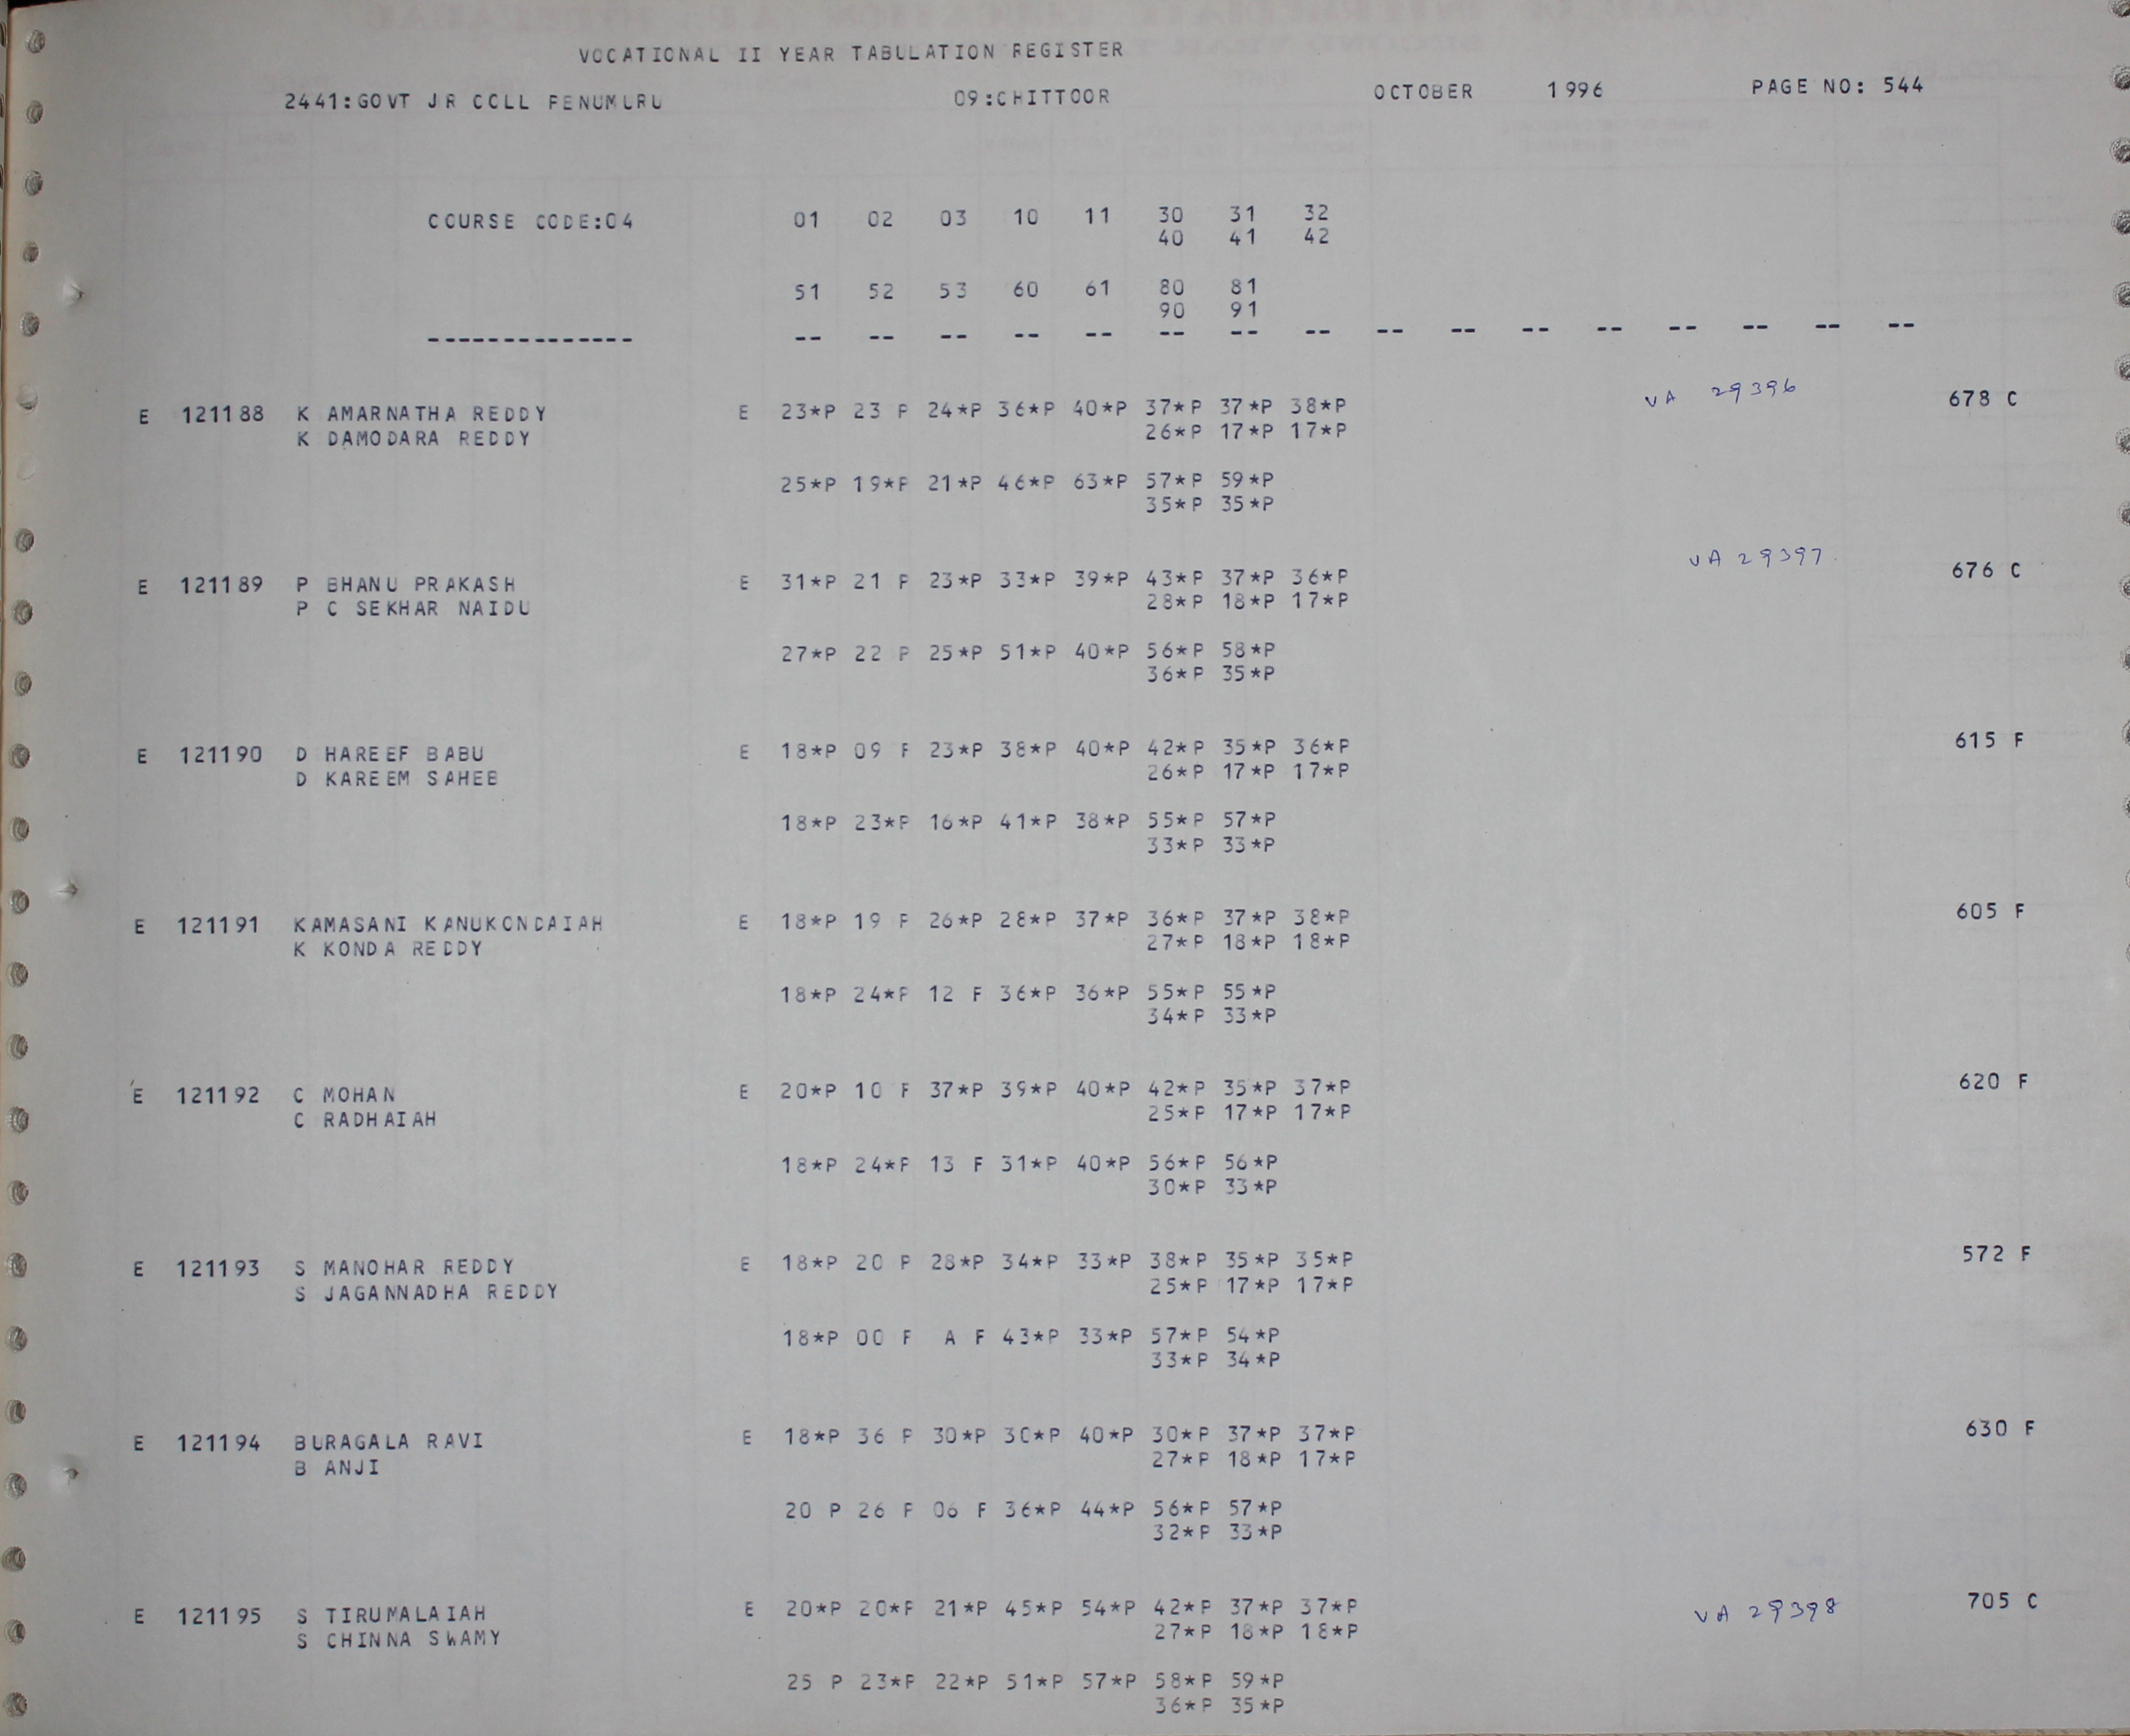 VOCATIONAL II YEAR TABULATION REGISTER
2441:GOVT JR COLL PENUMURU 09:CHITTOOR OCTOBER 1996 PAGE NO: 544
COURSE CODE:04 01 02 03 10 11 30 31 32
40 41 42
51 52 53 60 61 80 81
90 91
-------------- -- -- -- -- -- -- -- -- -- -- -- -- -- -- -- --
E 121188 K AMARNATHA REDDY E 23*P 23 P 24*P 36*P 40*P 37*P 37*P 38*P VA 29396 678 C
K DAMODARA REDDY 26*P 17*P 17*P
25*P 19*P 21*P 46*P 63*P 57*P 59*P
35*P 35*P
E 121189 P BHANU PRAKASH E 31*P 21 P 23*P 33*P 39*P 43*P 37*P 36*P VA 29397 676 C
P C SEKHAR NAIDU 28*P 18*P 17*P
27*P 22 P 25*P 51*P 40*P 56*P 58*P
36*P 35*P
E 121190 D HAREEF BABU E 18*P 09 F 23*P 38*P 40*P 42*P 35*P 36*P 615 F
D KAREEM SAHEB 26*P 17*P 17*P
18*P 23*P 16*P 41*P 38*P 55*P 57*P
33*P 33*P
E 121191 KAMASANI KANUKONDAIAH E 18*P 19 P 26*P 28*P 37*P 36*P 37*P 38*P 605 F
K KONDA REDDY 27*P 18*P 18*P
18*P 24*P 12 F 36*P 36*P 55*P 55*P
34*P 33*P
E 121192 C MOHAN E 20*P 10 F 37*P 39*P 40*P 42*P 35*P 37*P 620 F
C RADHAIAH 25*P 17*P 17*P
18*P 24*P 13 F 31*P 40*P 56*P 56*P
30*P 33*P
E 121193 S MANOHAR REDDY E 18*P 20 P 28*P 34*P 33*P 38*P 35*P 35*P 572 F
S JAGANNADHA REDDY 25*P 17*P 17*P
18*P 00 F A F 43*P 33*P 57*P 54*P
33*P 34*P
E 121194 BURAGALA RAVI E 18*P 36 P 30*P 30*P 40*P 30*P 37*P 37*P 630 F
B ANJI 27*P 18*P 17*P
20 P 26 P 06 F 36*P 44*P 56*P 57*P
32*P 33*P
E 121195 S TIRUMALAIAH E 20*P 20*P 21*P 45*P 54*P 42*P 37*P 37*P VA 29398 705 C
S CHINNA SWAMY 27*P 18*P 18*P
25 P 23*P 22*P 51*P 57*P 58*P 59*P
36*P 35*P